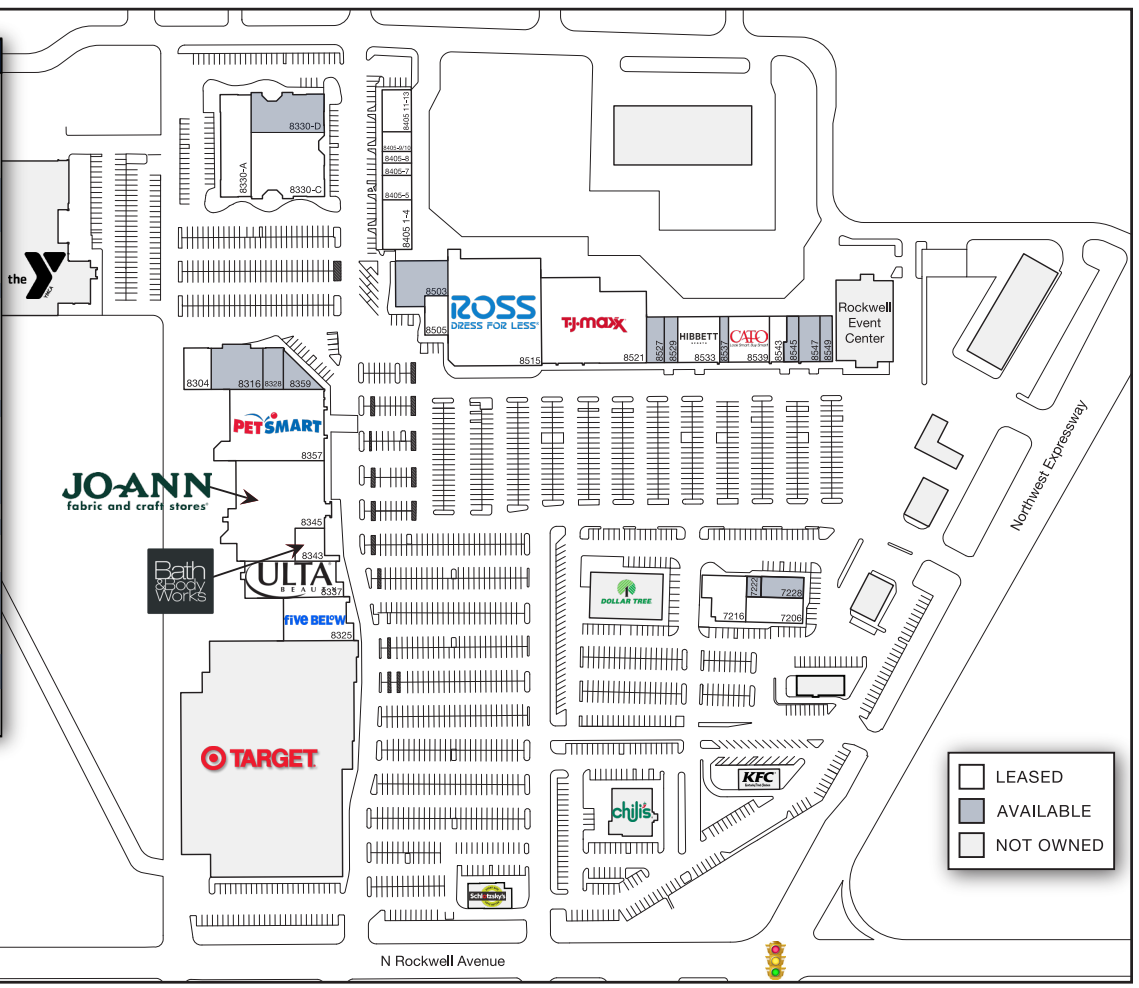 8330-D
8330-A
8330-C
8405 11-13
8405-9/10
8405-8
8405-7
8405-5
8405 1-4
the Y
YMCA
8503
8505
ROSS
DRESS FOR LESS
8515
T·J·maxx
8521
8527
8529
HIBBETT
SPORTS
8533
8537
CATO
8539
8543
8545
8547
8549
Rockwell
Event
Center
8304
8316
8328
8359
PETSMART
8357
JO-ANN
fabric and craft stores
8345
8343
Bath
&Body
Works
ULTA
BEAUTY
8337
five BELOW
8325
TARGET
DOLLAR TREE
7222
7228
7216
7206
KFC
chili's
Schlotzsky's
Northwest Expressway
N Rockwell Avenue
LEASED
AVAILABLE
NOT OWNED